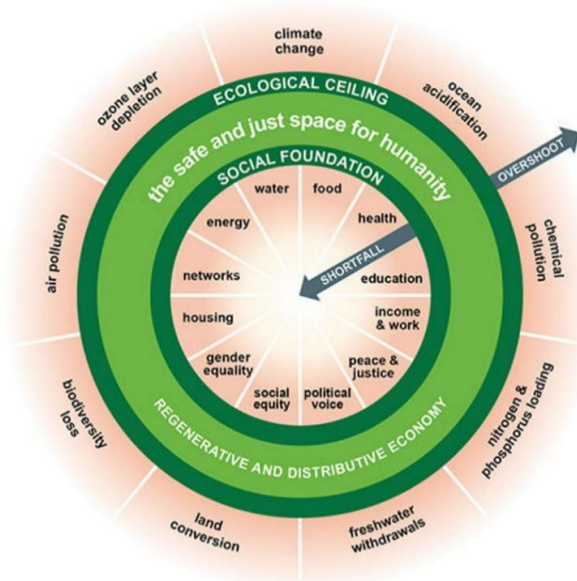 climate
change
ocean
acidification
chemical
pollution
nitrogen &
phosphorus loading
freshwater
withdrawals
land
conversion
biodiversity
loss
air pollution
ozone layer
depletion
OVERSHOOT
ECOLOGICAL CEILING
the safe and just space for humanity
SOCIAL FOUNDATION
water
food
health
SHORTFALL
education
income
& work
peace &
justice
political
voice
social
equity
gender
equality
housing
networks
energy
REGENERATIVE AND DISTRIBUTIVE ECONOMY